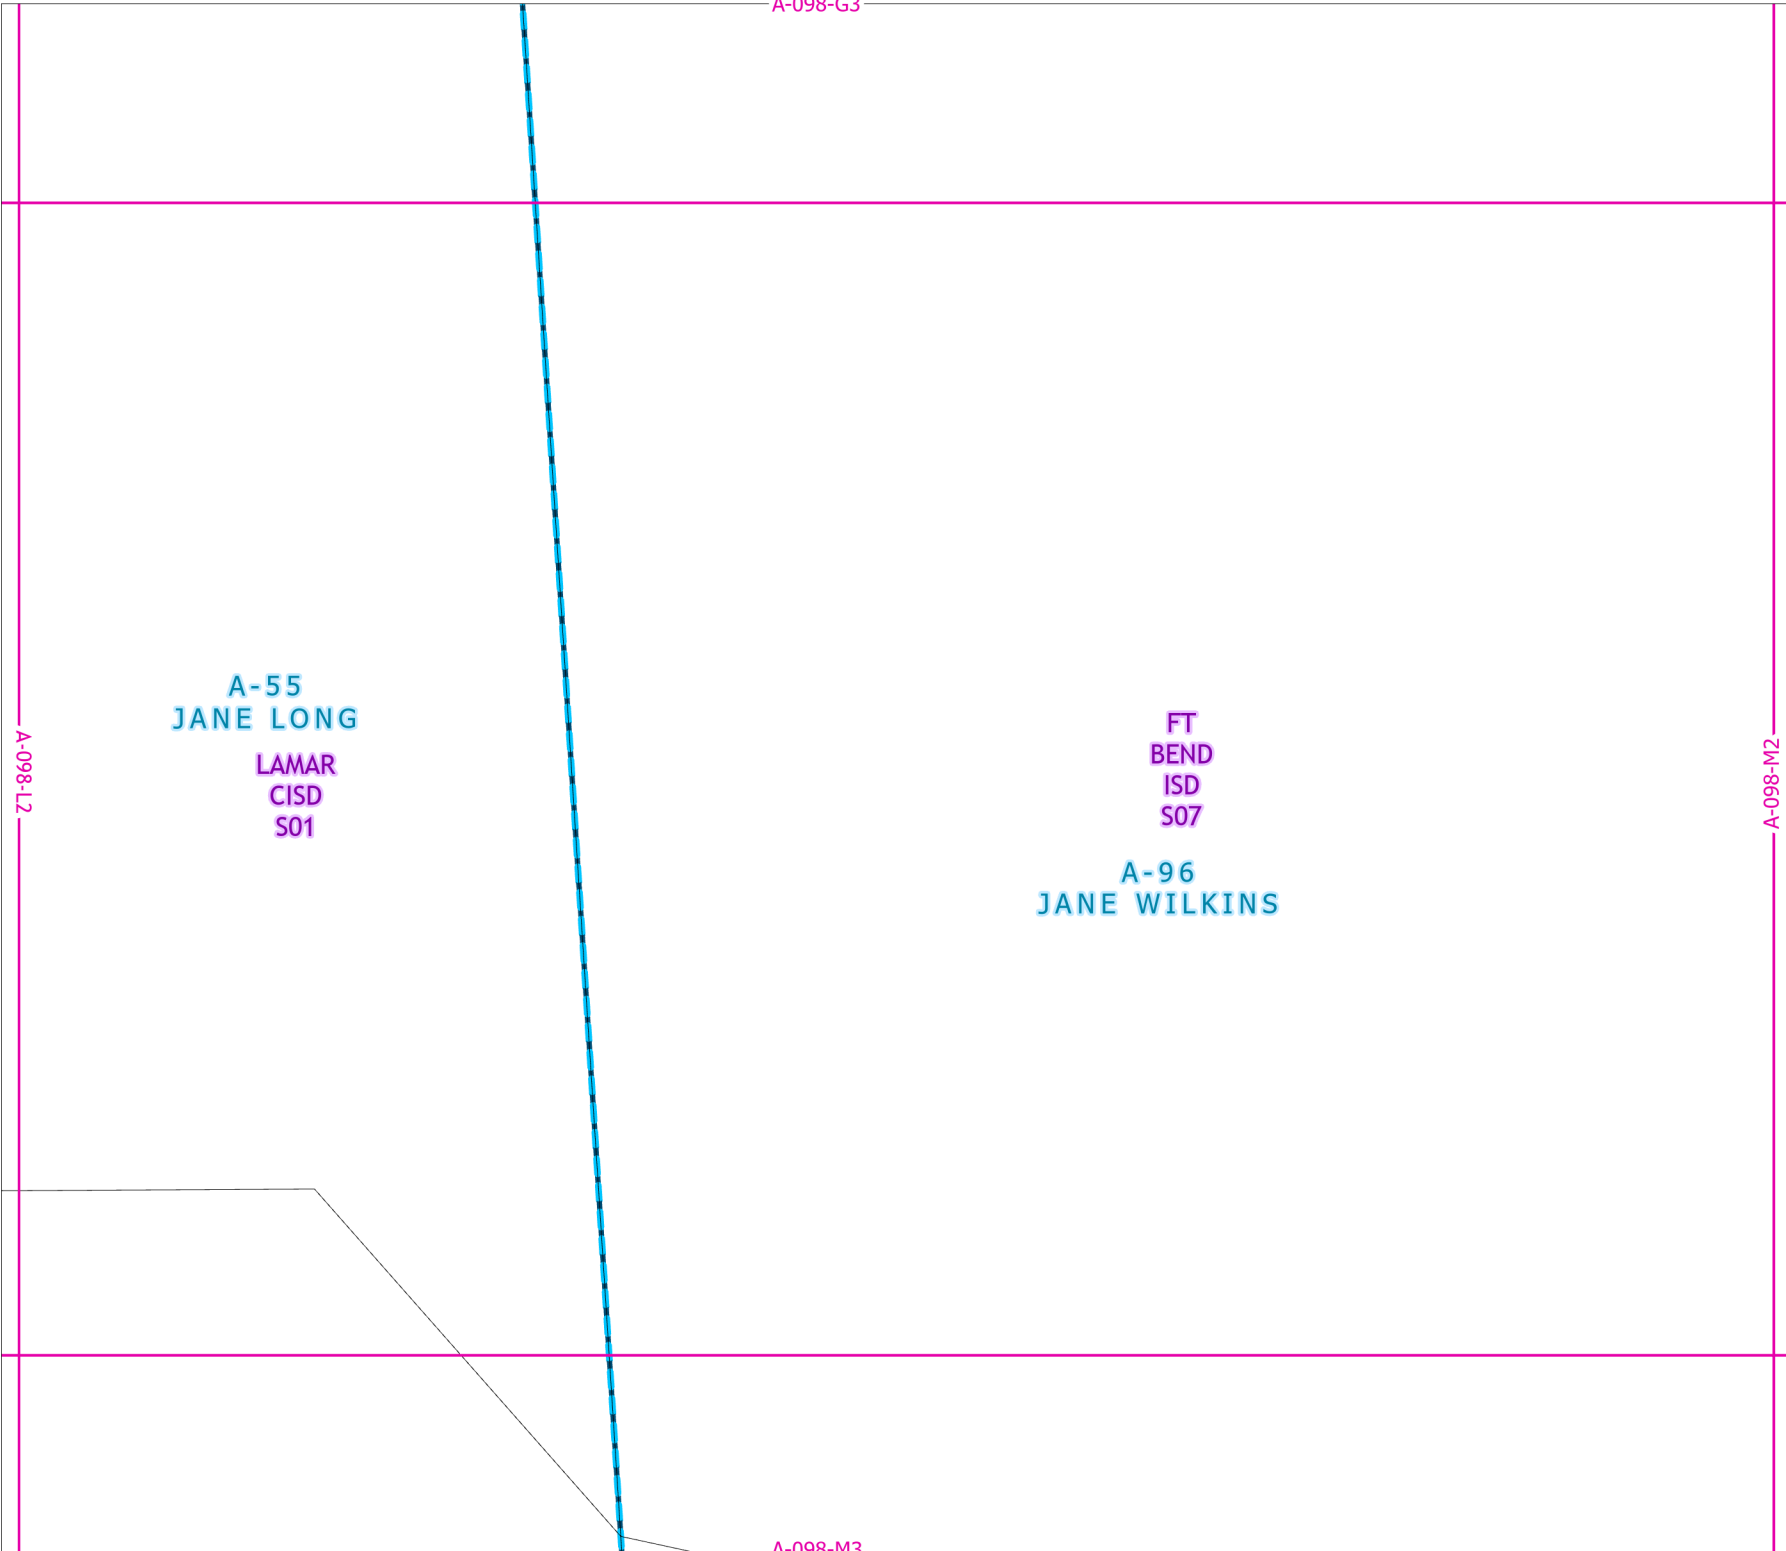 A-098-G3
A-55
JANE LONG
LAMAR
CISD
S01
FT
BEND
ISD
S07
A-96
JANE WILKINS
A-098-L2
A-098-M2
A-098-M3